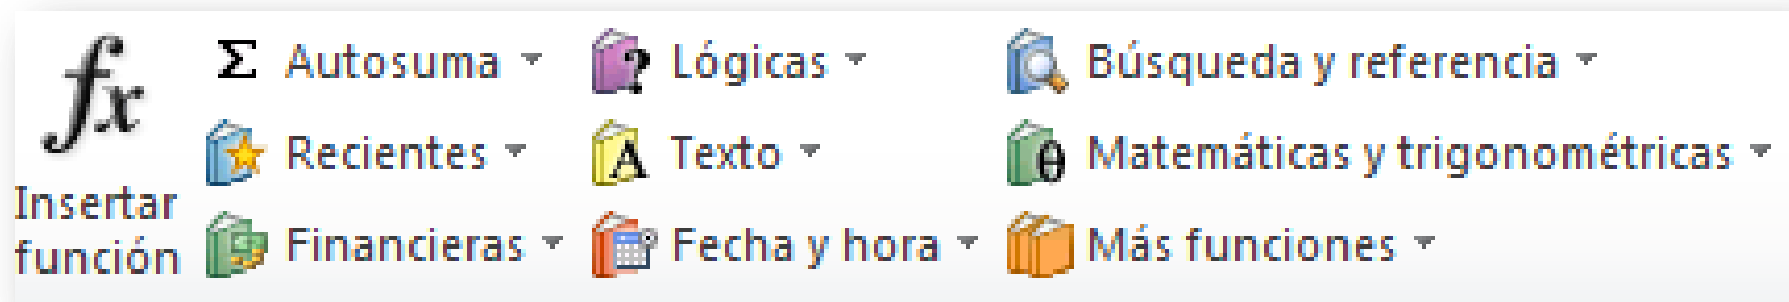 fx
Insertar
función
Σ Autosuma
Recientes
Financieras
Lógicas
Texto
Fecha y hora
Búsqueda y referencia
Matemáticas y trigonométricas
Más funciones